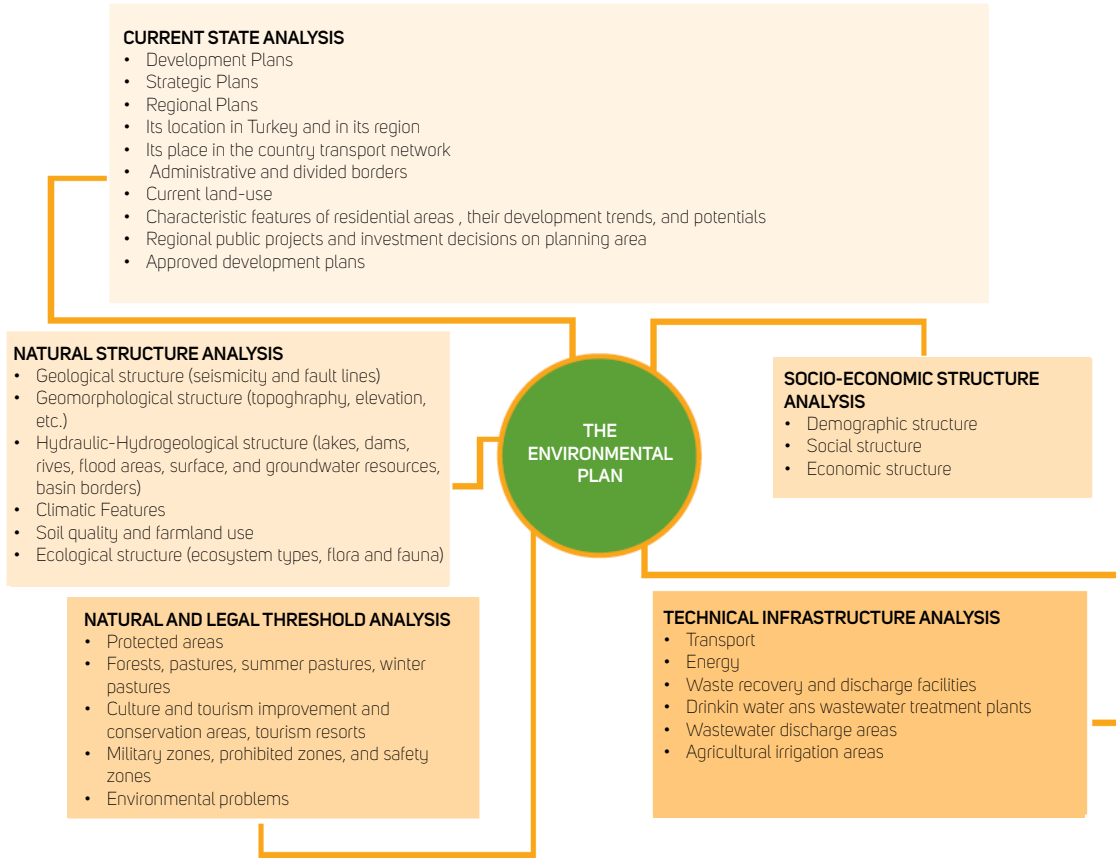 CURRENT STATE ANALYSIS
• Development Plans
• Strategic Plans
• Regional Plans
• Its location in Turkey and in its region
• Its place in the country transport network
• Administrative and divided borders
• Current land-use
• Characteristic features of residential areas , their development trends, and potentials
• Regional public projects and investment decisions on planning area
• Approved development plans
NATURAL STRUCTURE ANALYSIS
• Geological structure (seismicity and fault lines)
• Geomorphological structure (topoghraphy, elevation,
etc.)
• Hydraulic-Hydrogeological structure (lakes, dams,
rives, flood areas, surface, and groundwater resources,
basin borders)
• Climatic Features
• Soil quality and farmland use
• Ecological structure (ecosystem types, flora and fauna)
THE
ENVIRONMENTAL
PLAN
SOCIO-ECONOMIC STRUCTURE
ANALYSIS
• Demographic structure
• Social structure
• Economic structure
NATURAL AND LEGAL THRESHOLD ANALYSIS
• Protected areas
• Forests, pastures, summer pastures, winter
pastures
• Culture and tourism improvement and
conservation areas, tourism resorts
• Military zones, prohibited zones, and safety
zones
• Environmental problems
TECHNICAL INFRASTRUCTURE ANALYSIS
• Transport
• Energy
• Waste recovery and discharge facilities
• Drinkin water ans wastewater treatment plants
• Wastewater discharge areas
• Agricultural irrigation areas